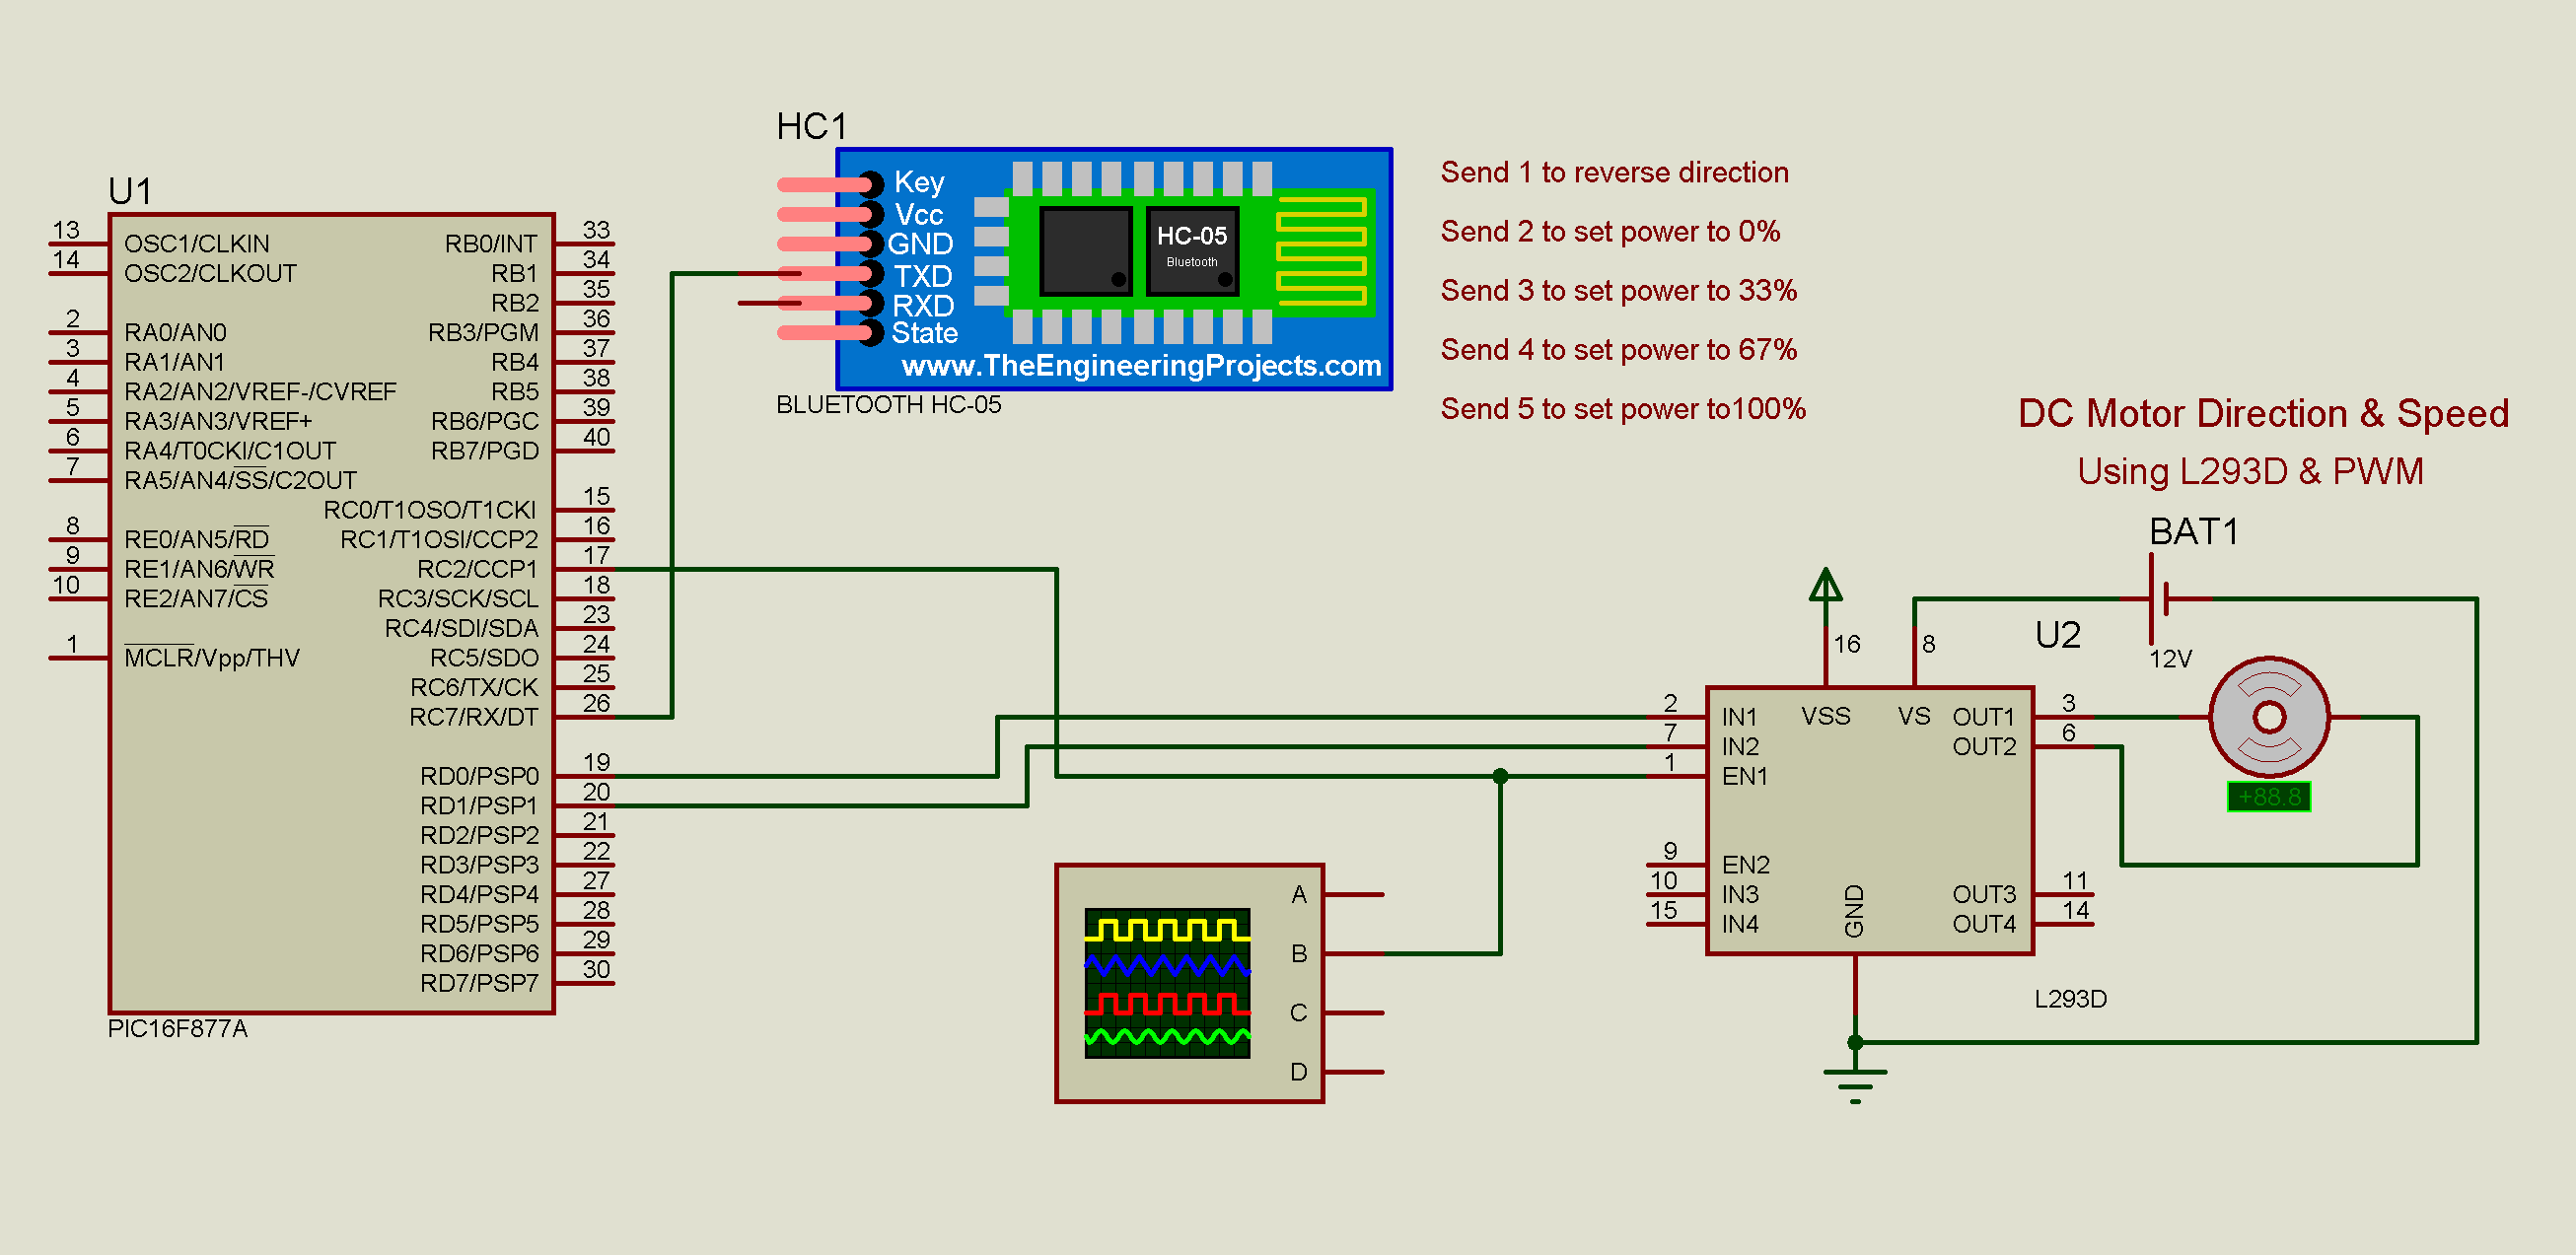 HC1
Key
Vcc
GND
TXD
RXD
State
HC-05
Bluetooth
www.TheEngineeringProjects.com
BLUETOOTH HC-05
Send 1 to reverse direction
Send 2 to set power to 0%
Send 3 to set power to 33%
Send 4 to set power to 67%
Send 5 to set power to100%
DC Motor Direction & Speed
Using L293D & PWM
U1
13 OSC1/CLKIN
14 OSC2/CLKOUT
2 RA0/AN0
3 RA1/AN1
4 RA2/AN2/VREF-/CVREF
5 RA3/AN3/VREF+
6 RA4/T0CKI/C1OUT
7 RA5/AN4/SS/C2OUT
8 RE0/AN5/RD
9 RE1/AN6/WR
10 RE2/AN7/CS
1 MCLR/Vpp/THV
RB0/INT 33
RB1 34
RB2 35
RB3/PGM 36
RB4 37
RB5 38
RB6/PGC 39
RB7/PGD 40
RC0/T1OSO/T1CKI 15
RC1/T1OSI/CCP2 16
RC2/CCP1 17
RC3/SCK/SCL 18
RC4/SDI/SDA 23
RC5/SDO 24
RC6/TX/CK 25
RC7/RX/DT 26
RD0/PSP0 19
RD1/PSP1 20
RD2/PSP2 21
RD3/PSP3 22
RD4/PSP4 27
RD5/PSP5 28
RD6/PSP6 29
RD7/PSP7 30
PIC16F877A
A
B
C
D
BAT1
12V
U2
16
8
VSS
VS
2 IN1
7 IN2
1 EN1
9 EN2
10 IN3
15 IN4
GND
OUT1 3
OUT2 6
OUT3 11
OUT4 14
L293D
+88.8